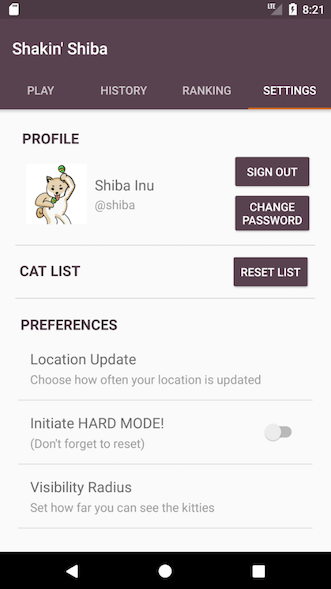 LTE 8:21
Shakin' Shiba
PLAY HISTORY RANKING SETTINGS
PROFILE
Shiba Inu
@shiba
SIGN OUT
CHANGE
PASSWORD
CAT LIST
RESET LIST
PREFERENCES
Location Update
Choose how often your location is updated
Initiate HARD MODE!
(Don't forget to reset)
Visibility Radius
Set how far you can see the kitties